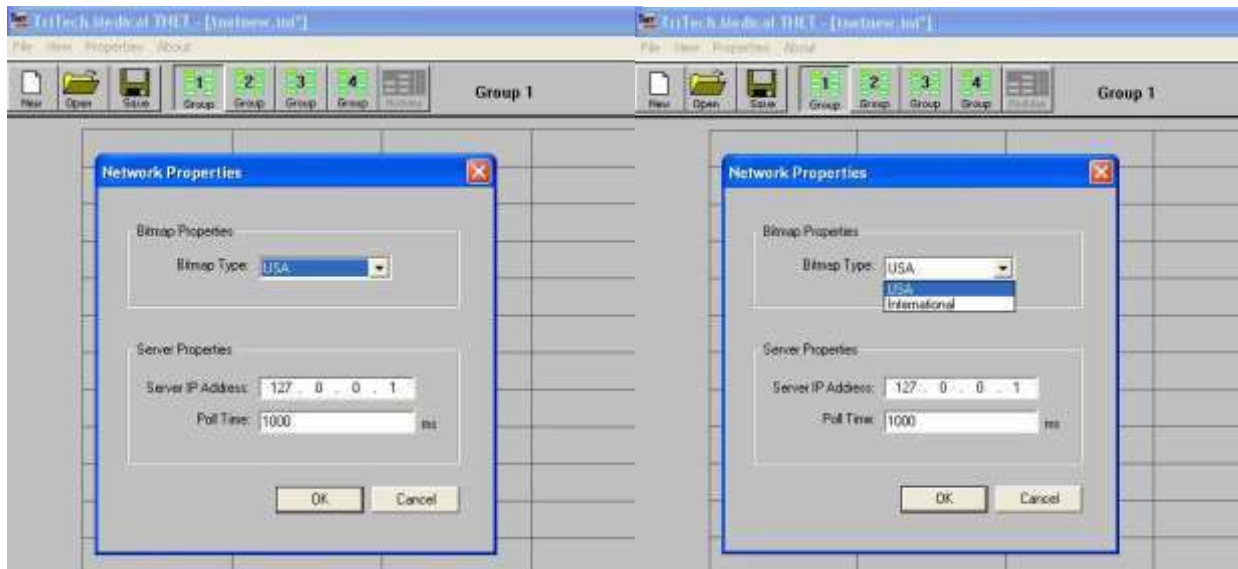 TriTech Medical TNET - [tnetnew.tnt*]
File View Properties About
New Open Save 1 Group 2 Group 3 Group 4 Group Modules Group 1
Network Properties
Bitmap Properties
Bitmap Type: USA
Server Properties
Server IP Address: 127 . 0 . 0 . 1
Poll Time: 1000 ms
OK Cancel
TriTech Medical TNET - [tnetnew.tnt*]
File View Properties About
New Open Save 1 Group 2 Group 3 Group 4 Group Modules Group 1
Network Properties
Bitmap Properties
Bitmap Type: USA
USA
International
Server Properties
Server IP Address: 127 . 0 . 0 . 1
Poll Time: 1000 ms
OK Cancel